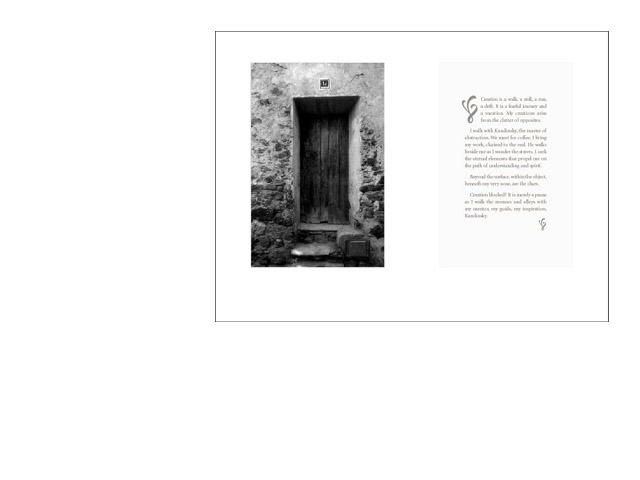 Creation is a walk, a stroll, a run,
a drift. It is a fearful journey and
a vacation. My creations arise
from the clutter of opposites.
I walk with Kandinsky, the master of
abstraction. We meet for coffee. I bring
my work, chained to the real. He walks
beside me as I wander the streets. I seek
the eternal elements that propel me on
the path of understanding and spirit.
Beyond the surface, within the object,
beneath my very nose, are the clues.
Creation blocked? It is merely a pause
as I walk the avenues and alleys with
my mentor, my guide, my inspiration,
Kandinsky.